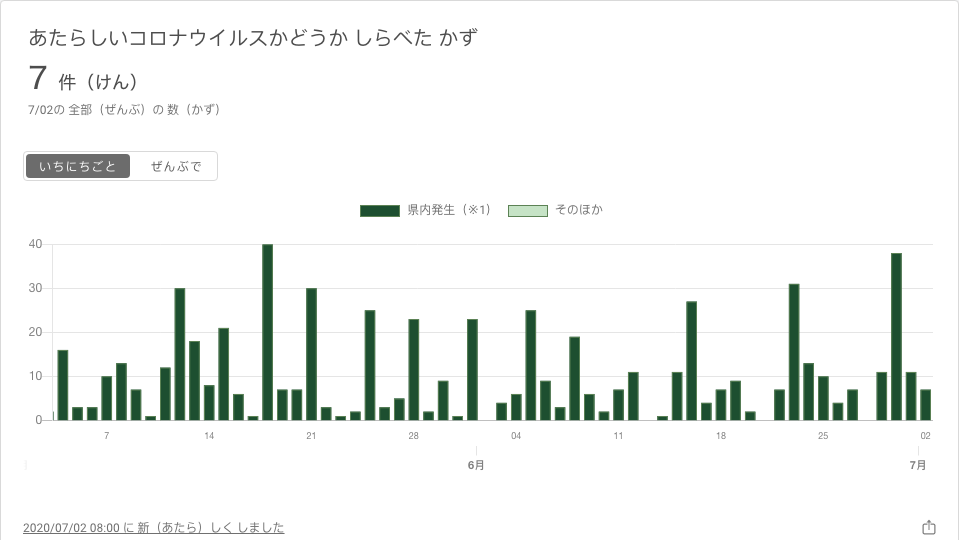 あたらしいコロナウイルスかどうか しらべた かず
7 件（けん）
7/02の 全部（ぜんぶ）の 数（かず）
いちにちごと ぜんぶで
県内発生（※1） そのほか
40
30
20
10
0
7 14 21 28 04 11 18 25 02
6月 7月
2020/07/02 08:00 に 新（あたら）しく しました